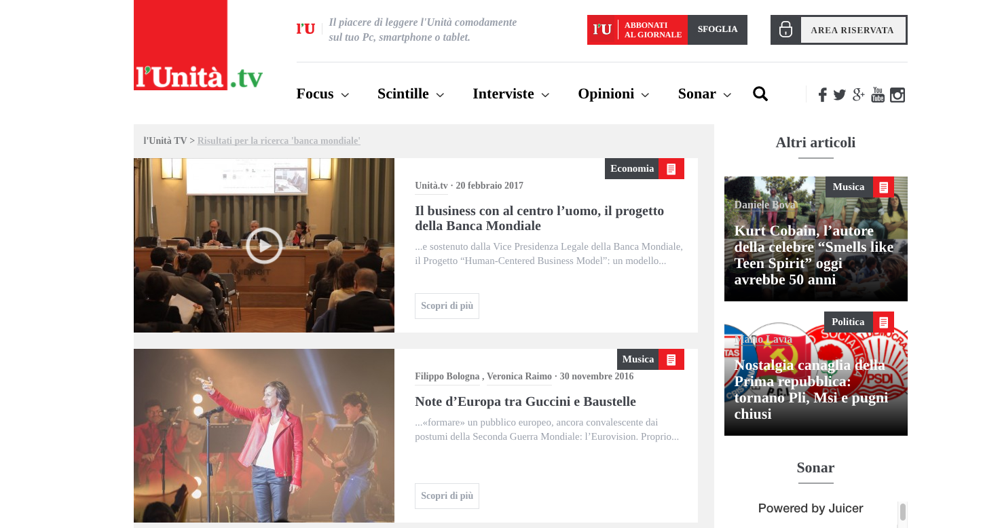 l'Unità.tv
l'U
Il piacere di leggere l'Unità comodamente
sul tuo Pc, smartphone o tablet.
l'U
ABBONATI
AL GIORNALE
SFOGLIA
AREA RISERVATA
Focus
Scintille
Interviste
Opinioni
Sonar
You
Tube
l'Unità TV > Risultati per la ricerca 'banca mondiale'
UNIDROIT
Economia
Unità.tv · 20 febbraio 2017
Il business con al centro l’uomo, il progetto
della Banca Mondiale
...e sostenuto dalla Vice Presidenza Legale della Banca Mondiale,
il Progetto “Human-Centered Business Model”: un modello...
Scopri di più
Musica
Filippo Bologna , Veronica Raimo · 30 novembre 2016
Note d’Europa tra Guccini e Baustelle
...«formare» un pubblico europeo, ancora convalescente dai
postumi della Seconda Guerra Mondiale: l’Eurovision. Proprio...
Scopri di più
Altri articoli
Musica
Daniele Bova
Kurt Cobain, l’autore
della celebre “Smells like
Teen Spirit” oggi
avrebbe 50 anni
Politica
Mario Lavia
Nostalgia canaglia della
Prima repubblica:
tornano Pli, Msi e pugni
chiusi
P.C.I.
PSDI
Sonar
Powered by Juicer